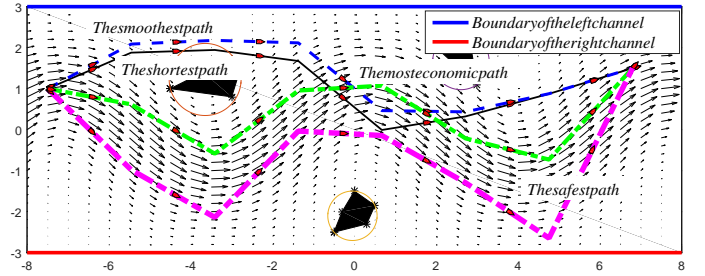 3
2
1
0
-1
-2
-3
-8
-6
-4
-2
0
2
4
6
8
Thesmoothestpath
Theshortestpath
Themosteconomicpath
Thesafestpath
Boundaryoftheleftchannel
Boundaryoftherightchannel